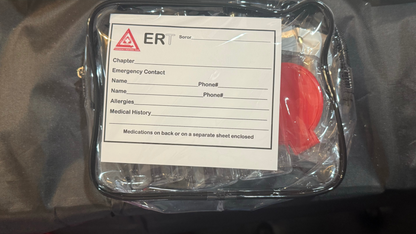 ERT
Chapter
Emergency Contact
Name Phone#
Name Phone#
Allergies
Medical History
Medications on back or on a separate sheet enclosed